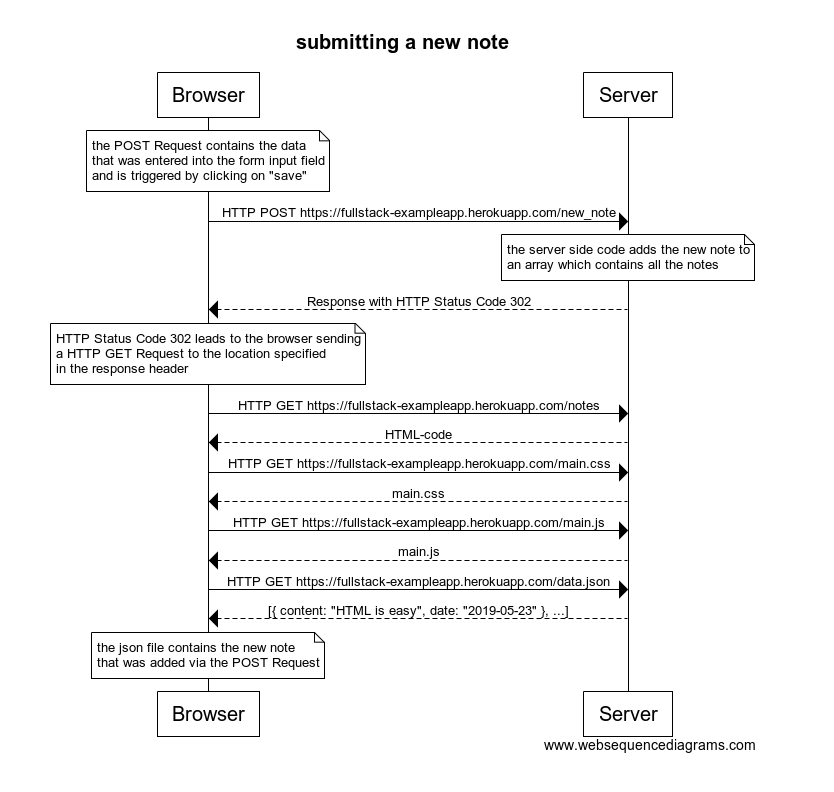 submitting a new note
Browser
Server
the POST Request contains the data
that was entered into the form input field
and is triggered by clicking on "save"
HTTP POST https://fullstack-exampleapp.herokuapp.com/new_note
the server side code adds the new note to
an array which contains all the notes
Response with HTTP Status Code 302
HTTP Status Code 302 leads to the browser sending
a HTTP GET Request to the location specified
in the response header
HTTP GET https://fullstack-exampleapp.herokuapp.com/notes
HTML-code
HTTP GET https://fullstack-exampleapp.herokuapp.com/main.css
main.css
HTTP GET https://fullstack-exampleapp.herokuapp.com/main.js
main.js
HTTP GET https://fullstack-exampleapp.herokuapp.com/data.json
[{ content: "HTML is easy", date: "2019-05-23" }, ...]
the json file contains the new note
that was added via the POST Request
Browser
Server
www.websequencediagrams.com